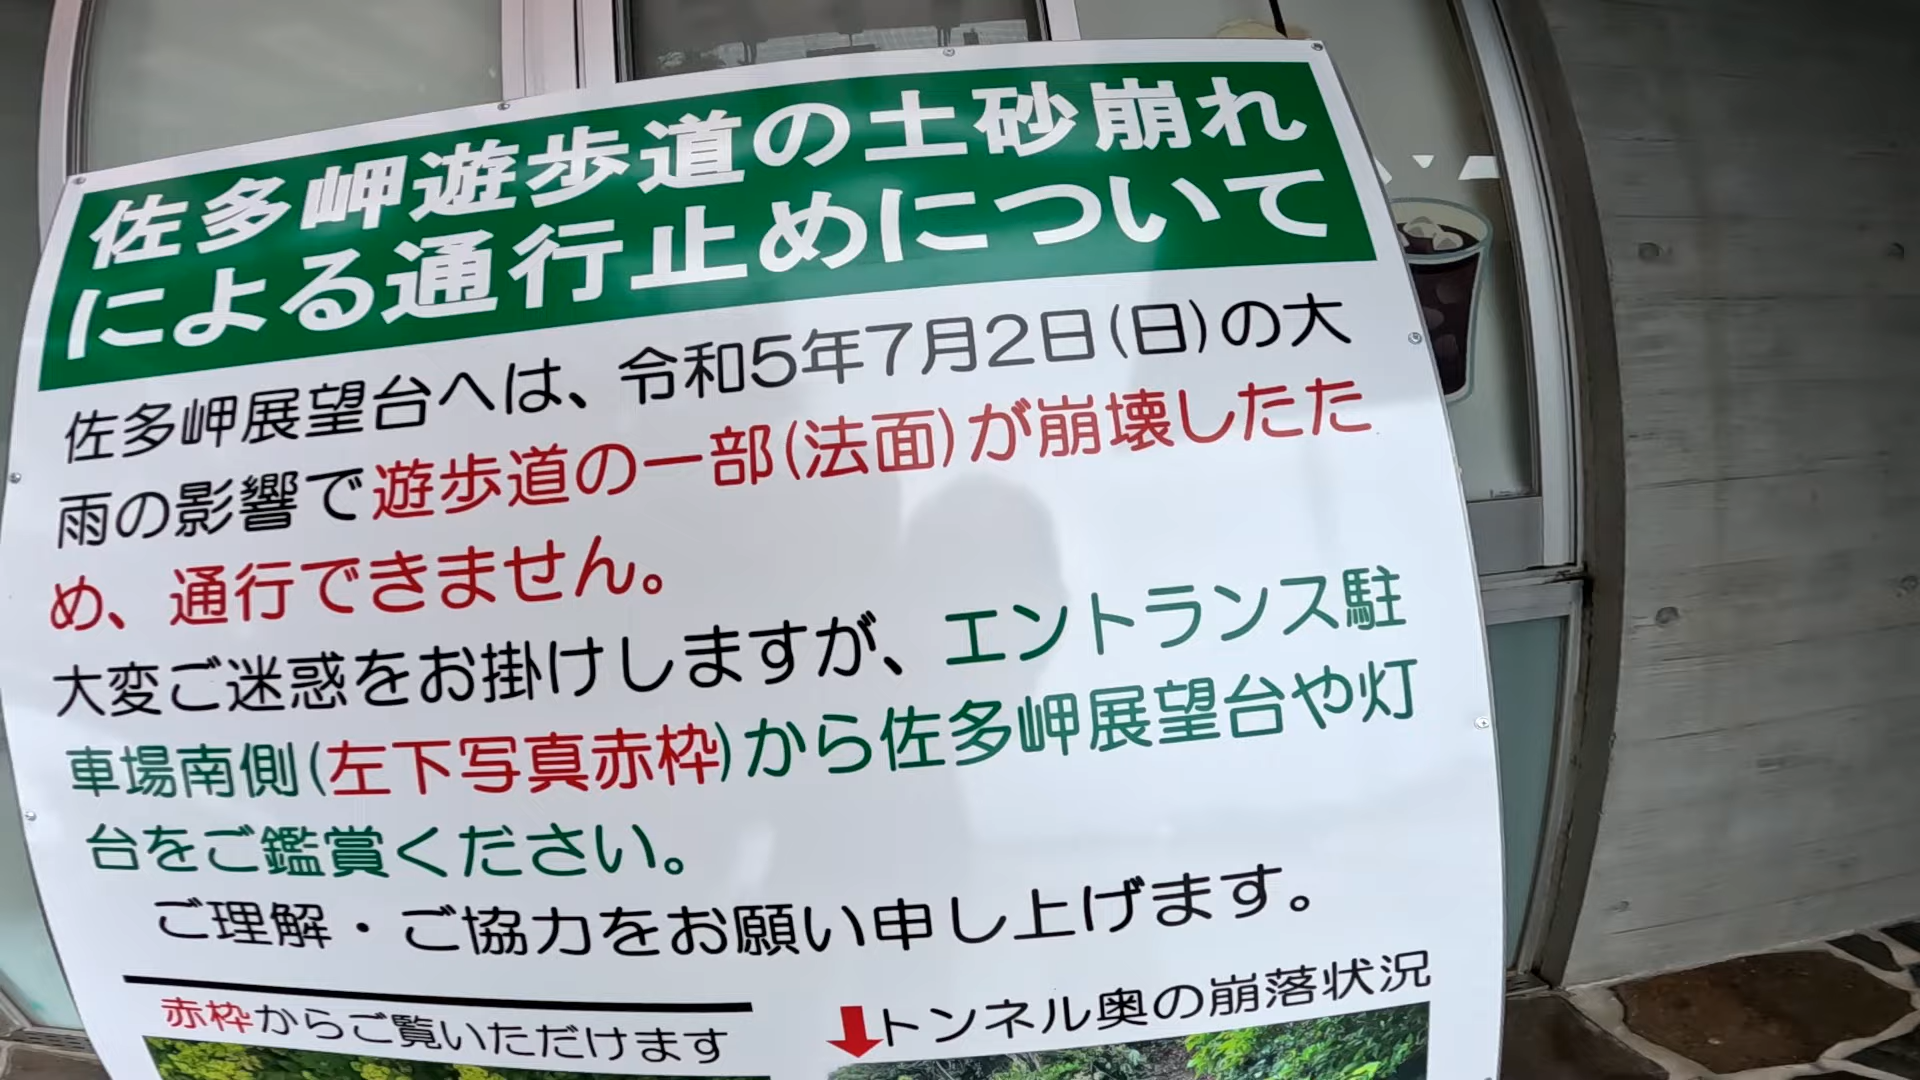 佐多岬遊歩道の土砂崩れ
による通行止めについて
佐多岬展望台へは、令和5年7月2日(日)の大
雨の影響で遊歩道の一部(法面)が崩壊したた
め、通行できません。
大変ご迷惑をお掛けしますが、エントランス駐
車場南側(左下写真赤枠)から佐多岬展望台や灯
台をご鑑賞ください。
ご理解・ご協力をお願い申し上げます。
赤枠からご覧いただけます
トンネル奥の崩落状況